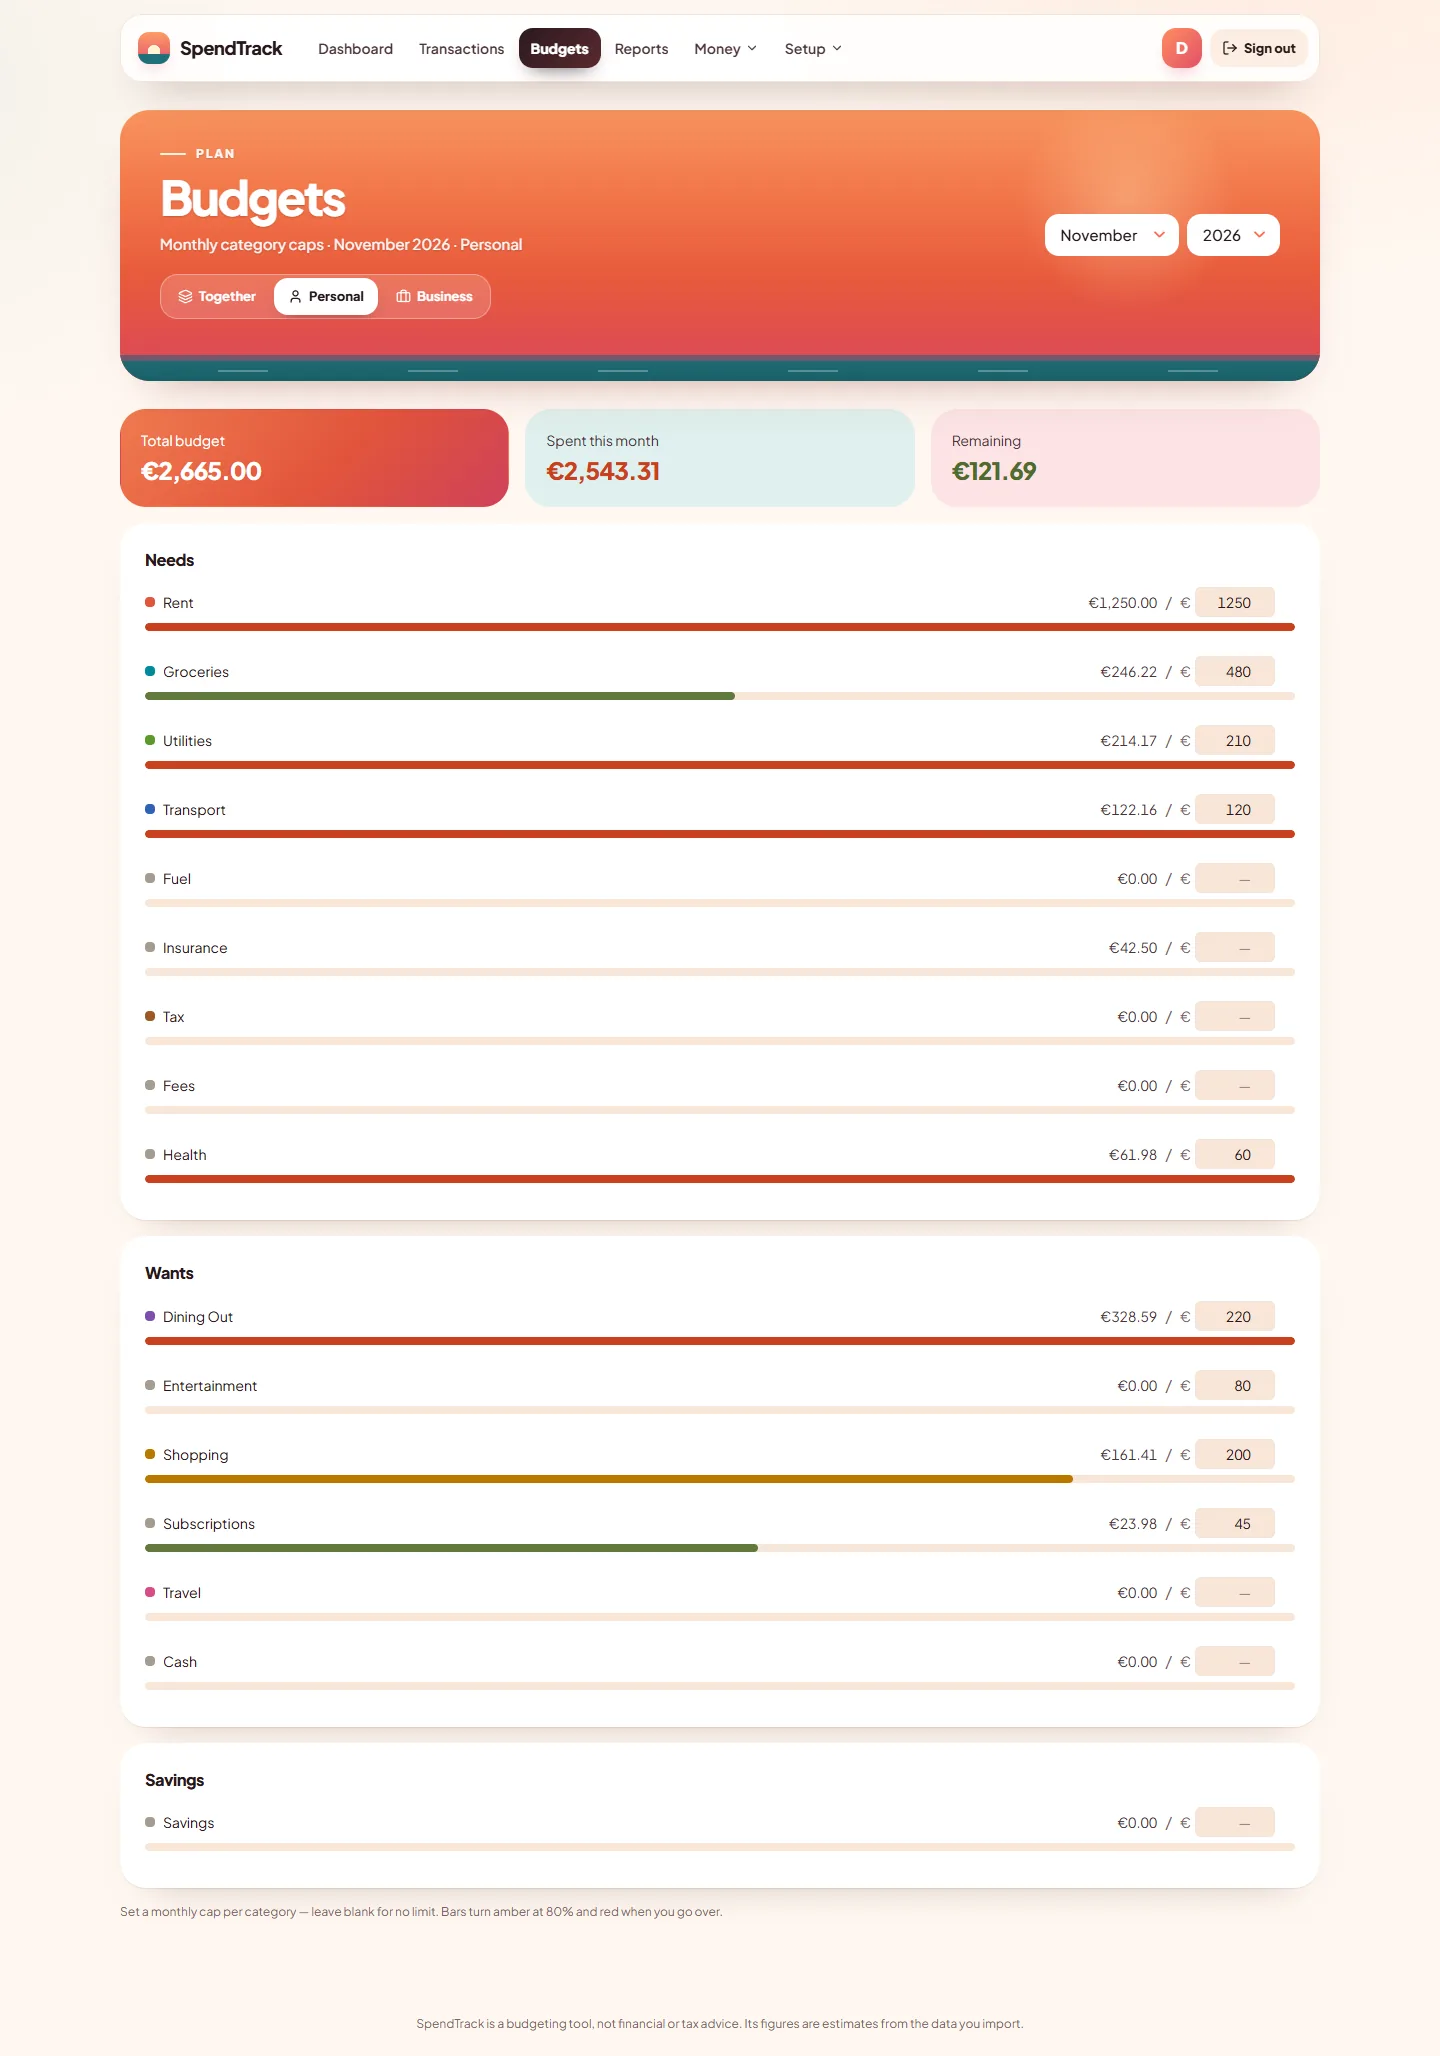 SpendTrack Dashboard Transactions Budgets Reports Money Setup D Sign out
PLAN
Budgets
Monthly category caps · November 2026 · Personal
November 2026
Together Personal Business
Total budget
€2,665.00
Spent this month
€2,543.31
Remaining
€121.69
Needs
Rent €1,250.00 / € 1250
Groceries €246.22 / € 480
Utilities €214.17 / € 210
Transport €122.16 / € 120
Fuel €0.00 / € —
Insurance €42.50 / € —
Tax €0.00 / € —
Fees €0.00 / € —
Health €61.98 / € 60
Wants
Dining Out €328.59 / € 220
Entertainment €0.00 / € 80
Shopping €161.41 / € 200
Subscriptions €23.98 / € 45
Travel €0.00 / € —
Cash €0.00 / € —
Savings
Savings €0.00 / € —
Set a monthly cap per category — leave blank for no limit. Bars turn amber at 80% and red when you go over.
SpendTrack is a budgeting tool, not financial or tax advice. Its figures are estimates from the data you import.